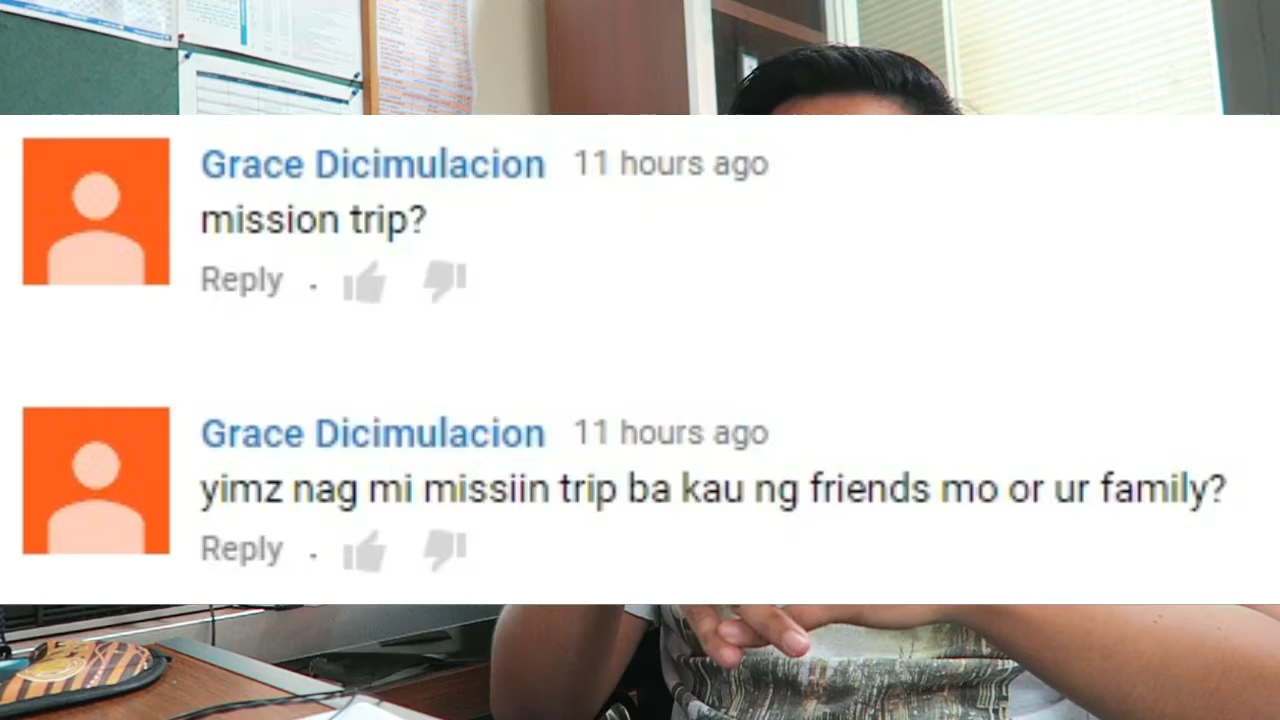 Grace Dicimulacion 11 hours ago
mission trip?
Reply .
Grace Dicimulacion 11 hours ago
yimz nag mi missiin trip ba kau ng friends mo or ur family?
Reply .